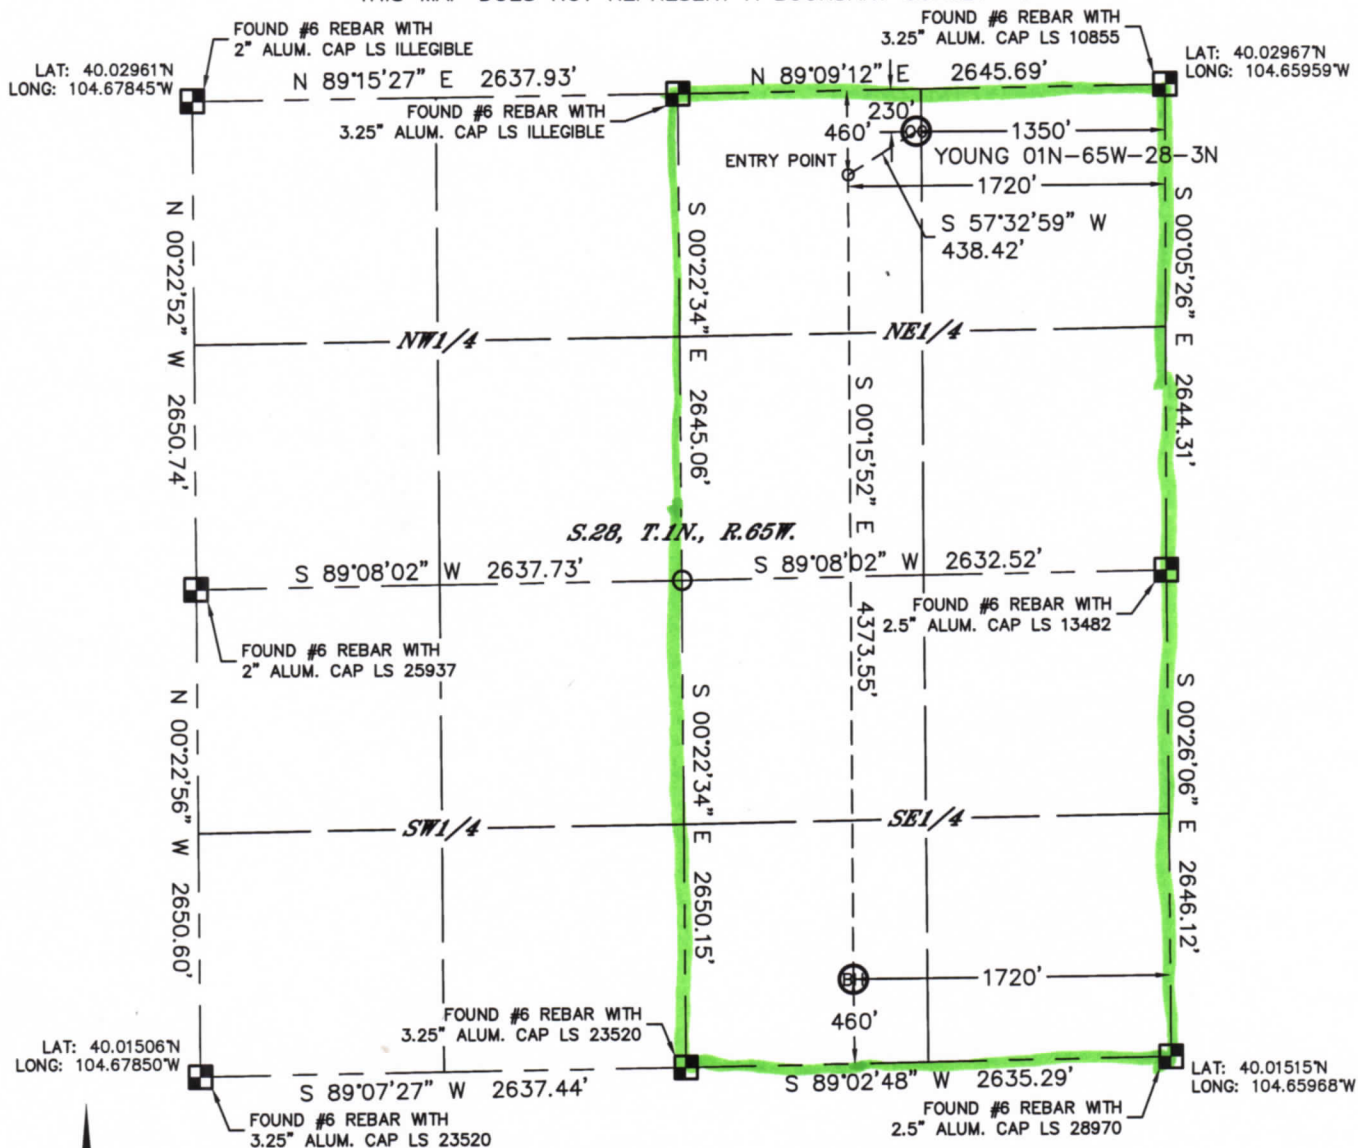 FOUND #6 REBAR WITH
2" ALUM. CAP LS ILLEGIBLE
FOUND #6 REBAR WITH
3.25" ALUM. CAP LS 10855
LAT: 40.02961°N
LONG: 104.67845°W
LAT: 40.02967°N
LONG: 104.65959°W
N 89°15'27" E 2637.93'
N 89°09'12" E 2645.69'
FOUND #6 REBAR WITH
3.25" ALUM. CAP LS ILLEGIBLE
230'
460'
1350'
ENTRY POINT
YOUNG 01N-65W-28-3N
1720'
S 57°32'59" W
438.42'
N 00°22'52" W 2650.74'
S 00°22'34" E 2645.06'
S 00°05'26" E 2644.31'
NW1/4
NE1/4
S 00°15'52" E 4373.55'
S.28, T.1N., R.65W.
S 89°08'02" W 2637.73'
S 89°08'02" W 2632.52'
FOUND #6 REBAR WITH
2.5" ALUM. CAP LS 13482
FOUND #6 REBAR WITH
2" ALUM. CAP LS 25937
N 00°22'56" W 2650.60'
S 00°22'34" E 2650.15'
S 00°26'06" E 2646.12'
SW1/4
SE1/4
BH
1720'
460'
FOUND #6 REBAR WITH
3.25" ALUM. CAP LS 23520
LAT: 40.01506°N
LONG: 104.67850°W
S 89°07'27" W 2637.44'
S 89°02'48" W 2635.29'
LAT: 40.01515°N
LONG: 104.65968°W
FOUND #6 REBAR WITH
3.25" ALUM. CAP LS 23520
FOUND #6 REBAR WITH
2.5" ALUM. CAP LS 28970